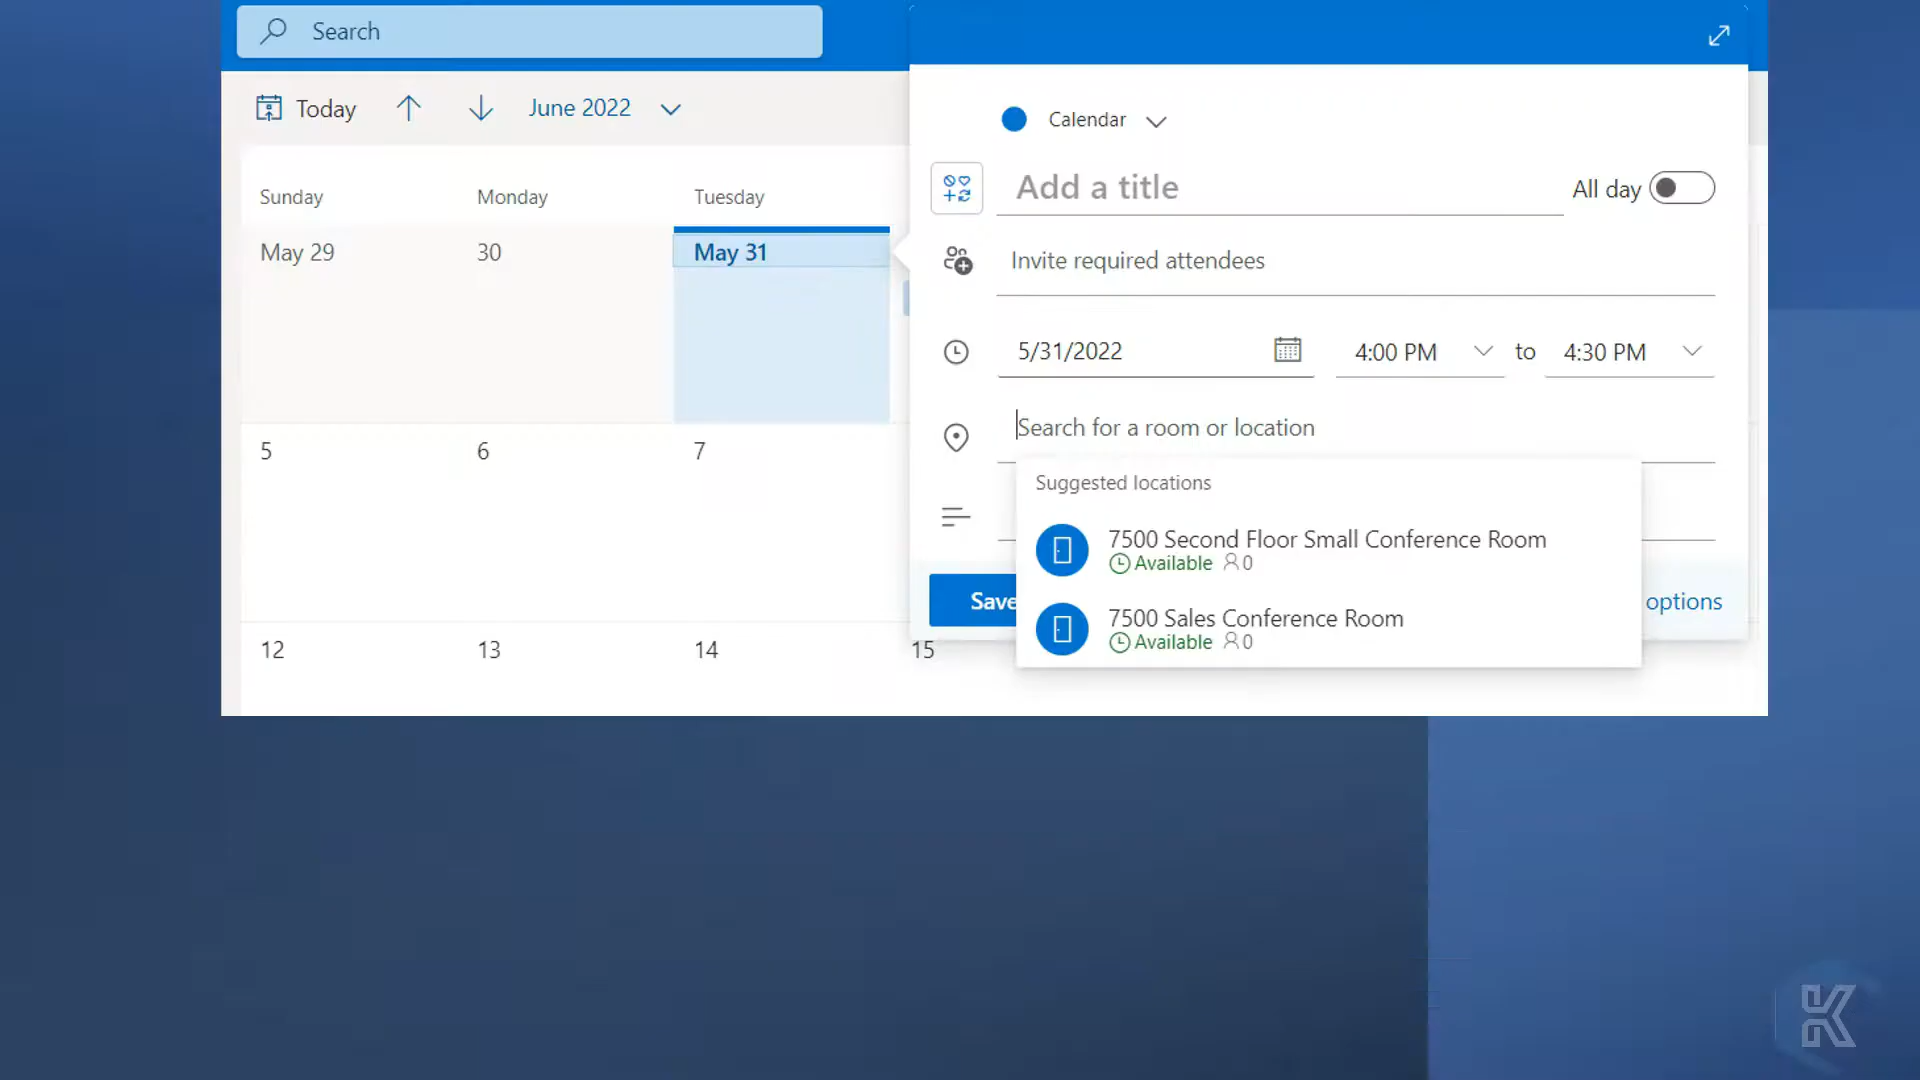 Search
Today
June 2022
Calendar
Add a title
All day
Sunday
Monday
Tuesday
May 29
30
May 31
Invite required attendees
5/31/2022
4:00 PM
to
4:30 PM
Search for a room or location
5
6
7
Suggested locations
7500 Second Floor Small Conference Room
Available 0
Save
options
7500 Sales Conference Room
Available 0
12
13
14
15
K